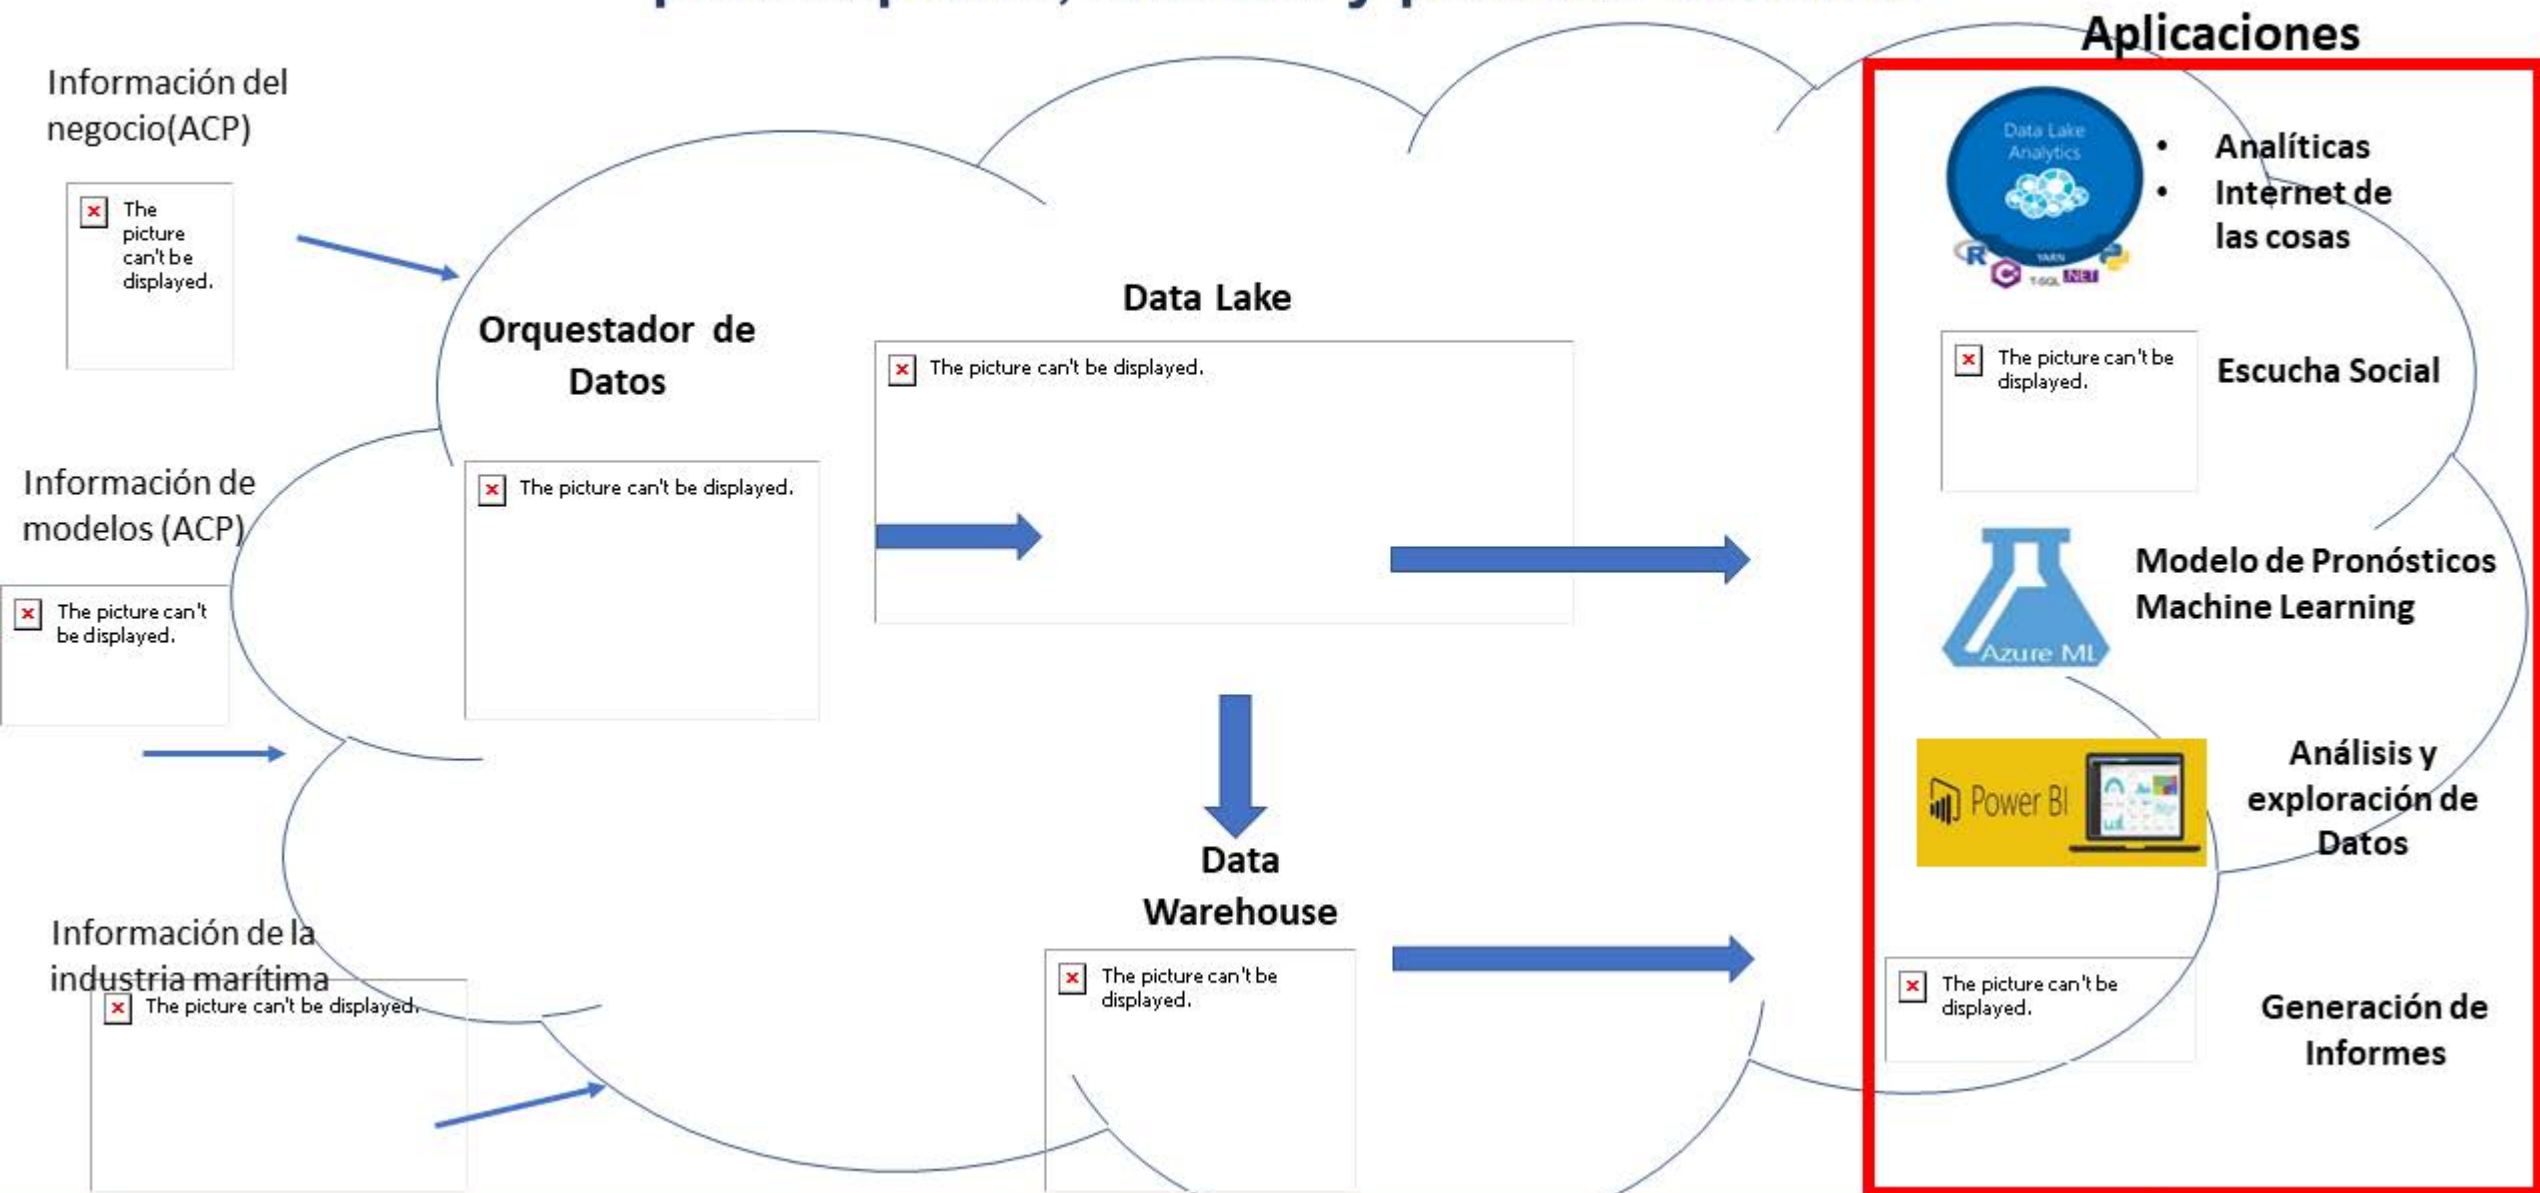 Aplicaciones
Información del
negocio(ACP)
The
picture
can't be
displayed.
Información de
modelos (ACP)
The picture can't
be displayed.
Información de la
industria marítima
The picture can't be displayed.
Orquestador de
Datos
The picture can't be displayed.
Data Lake
The picture can't be displayed.
Data
Warehouse
The picture can't be
displayed.
Data Lake
Analytics
YARN
R
T-SQL .NET
• Analíticas
• Internet de
las cosas
The picture can't be
displayed.
Escucha Social
Azure ML
Modelo de Pronósticos
Machine Learning
Power BI
Análisis y
exploración de
Datos
The picture can't be
displayed.
Generación de
Informes